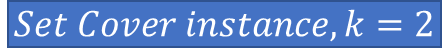 Set Cover instance, k = 2